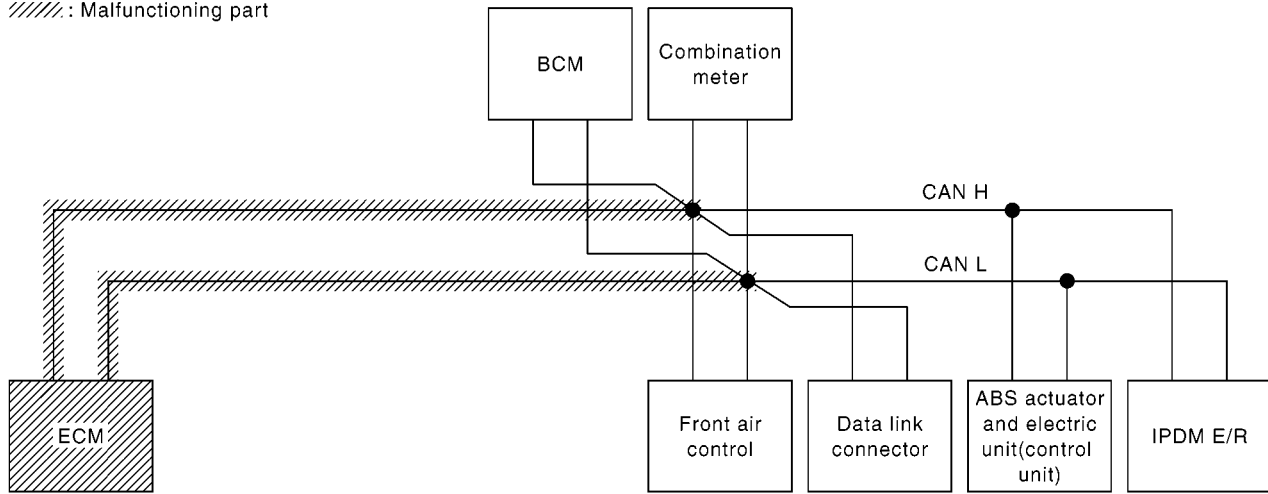 : Malfunctioning part
BCM
Combination
meter
CAN H
CAN L
ECM
Front air
control
Data link
connector
ABS actuator
and electric
unit(control
unit)
IPDM E/R